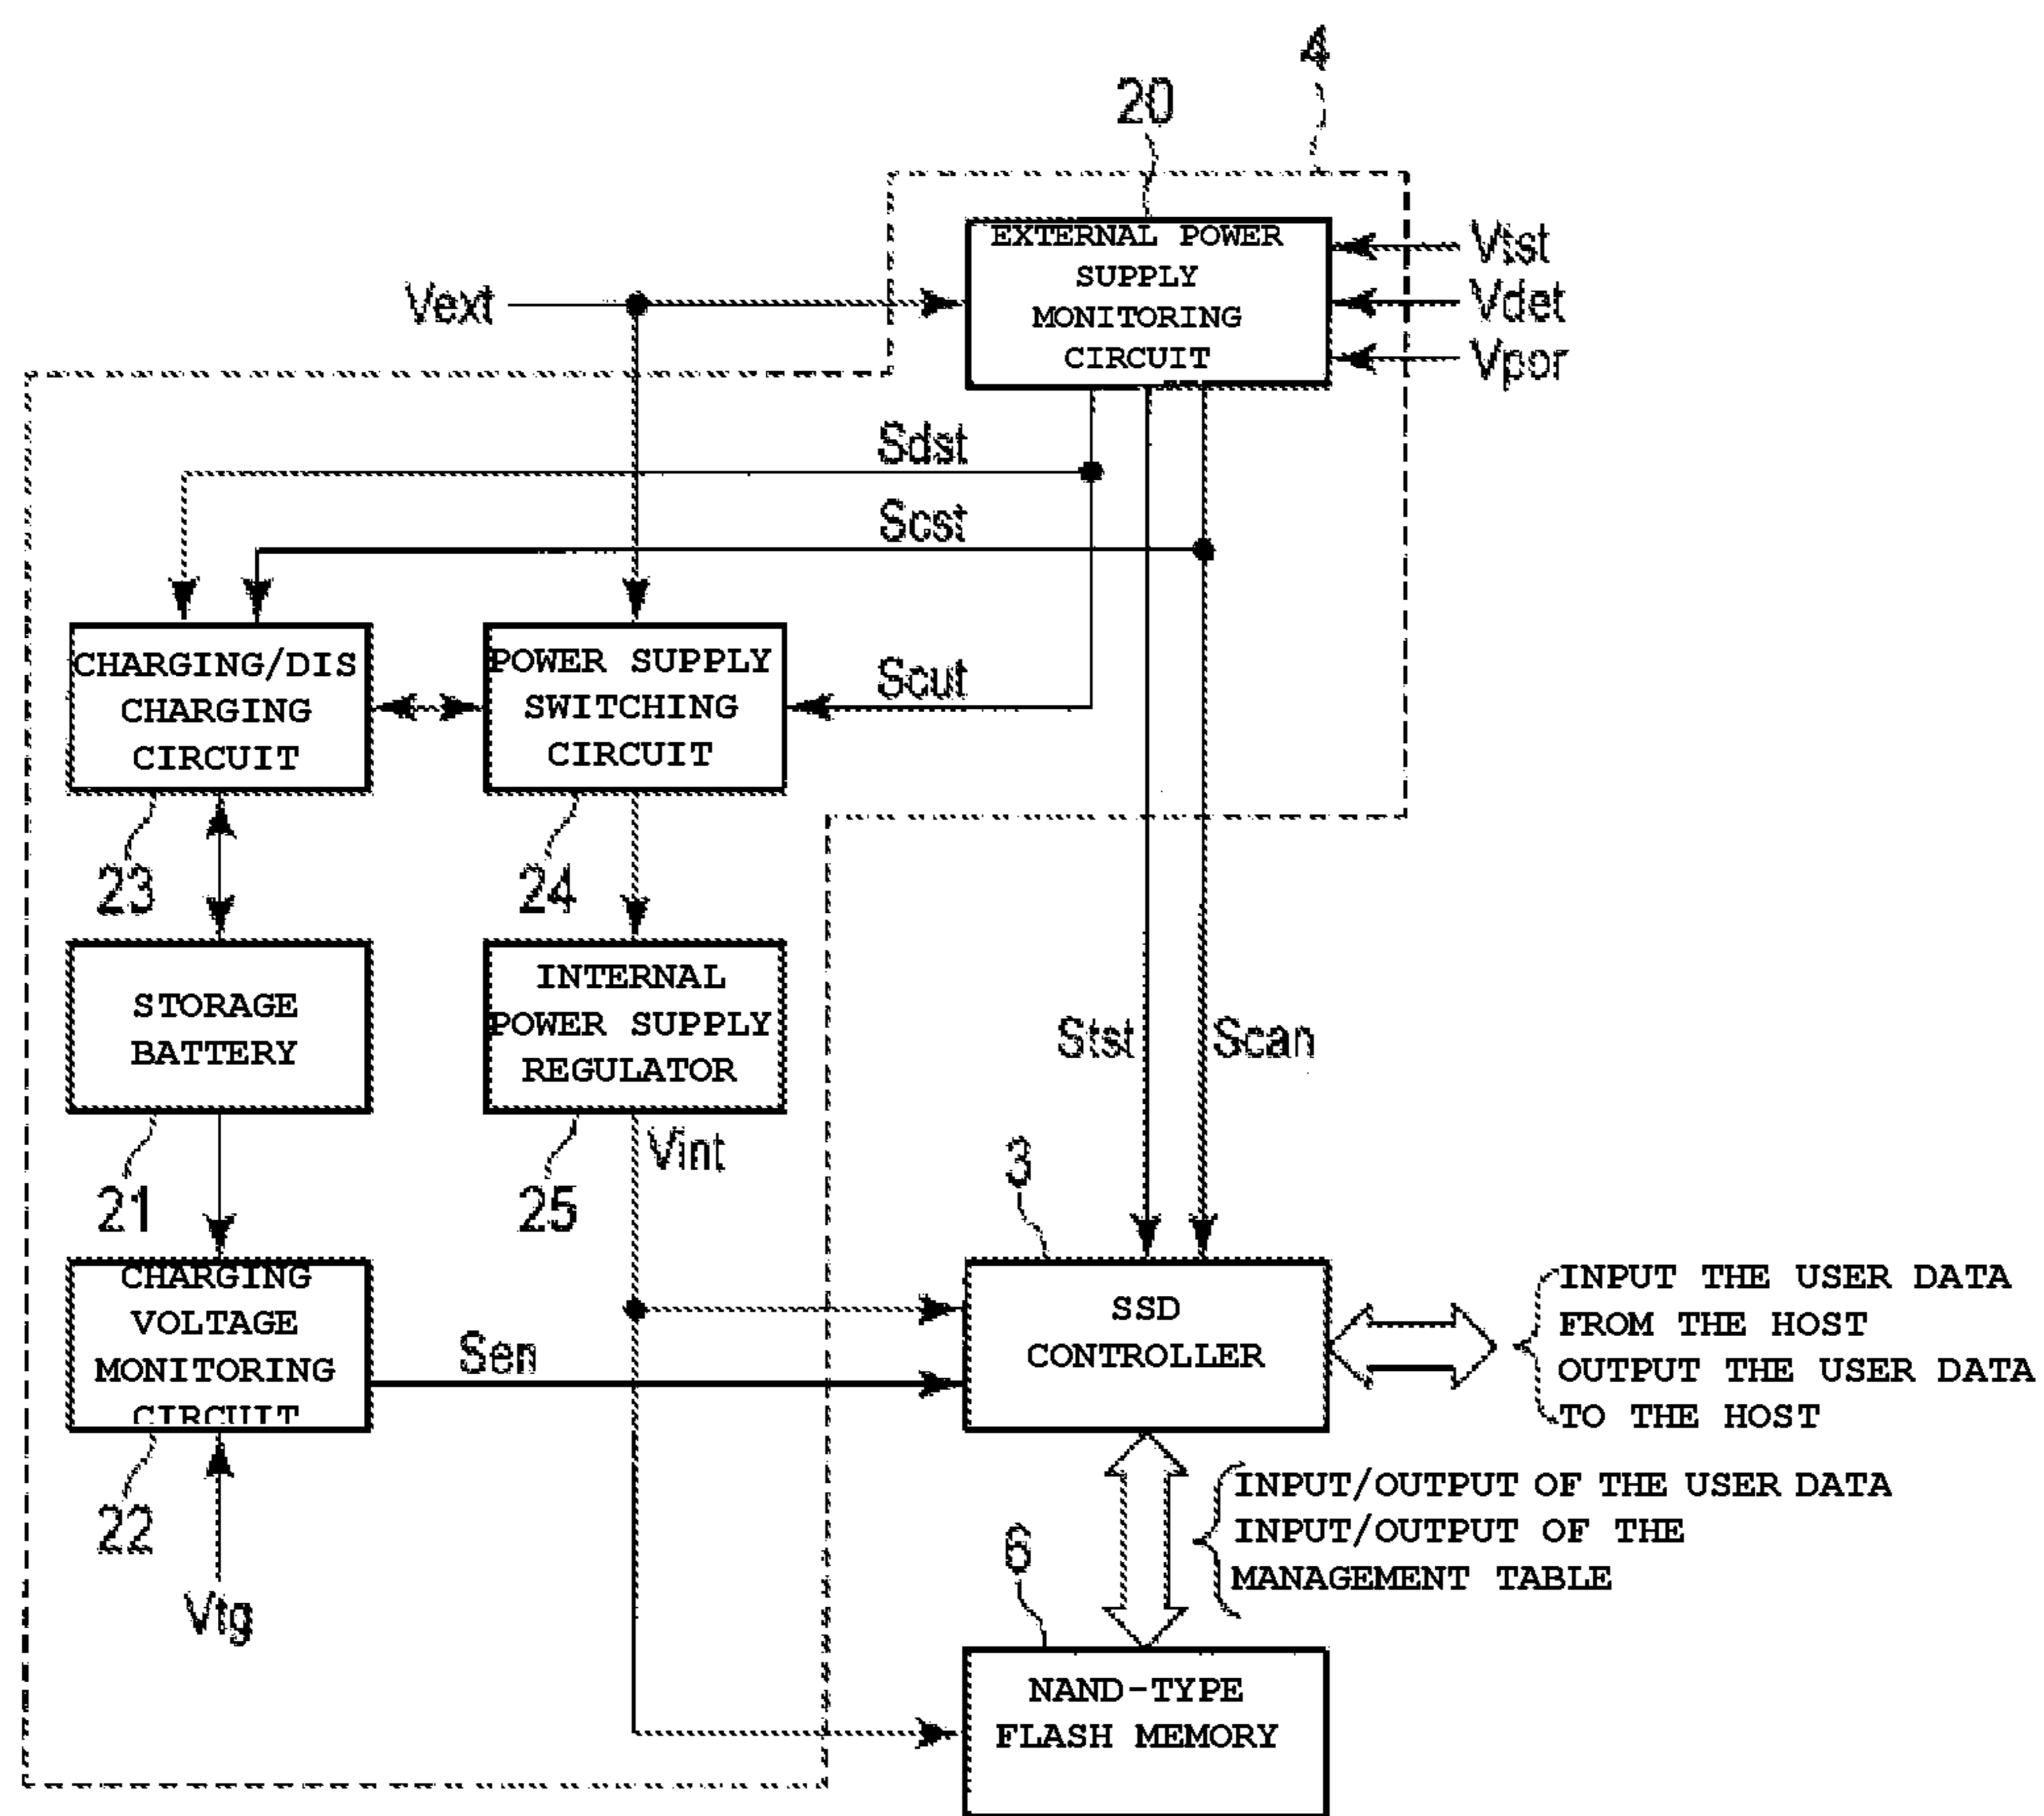 4
20
EXTERNAL POWER
SUPPLY
MONITORING
CIRCUIT
Vtst
Vdet
Vpor
Vext
Sdst
Scst
CHARGING/DIS
CHARGING
CIRCUIT
POWER SUPPLY
SWITCHING
CIRCUIT
Scut
23
24
STORAGE
BATTERY
INTERNAL
POWER SUPPLY
REGULATOR
Stst
Scan
21
25
Vint
3
CHARGING
VOLTAGE
MONITORING
CIRCUIT
Sen
SSD
CONTROLLER
INPUT THE USER DATA
FROM THE HOST
OUTPUT THE USER DATA
TO THE HOST
22
Vtg
INPUT/OUTPUT OF THE USER DATA
INPUT/OUTPUT OF THE
MANAGEMENT TABLE
6
NAND-TYPE
FLASH MEMORY